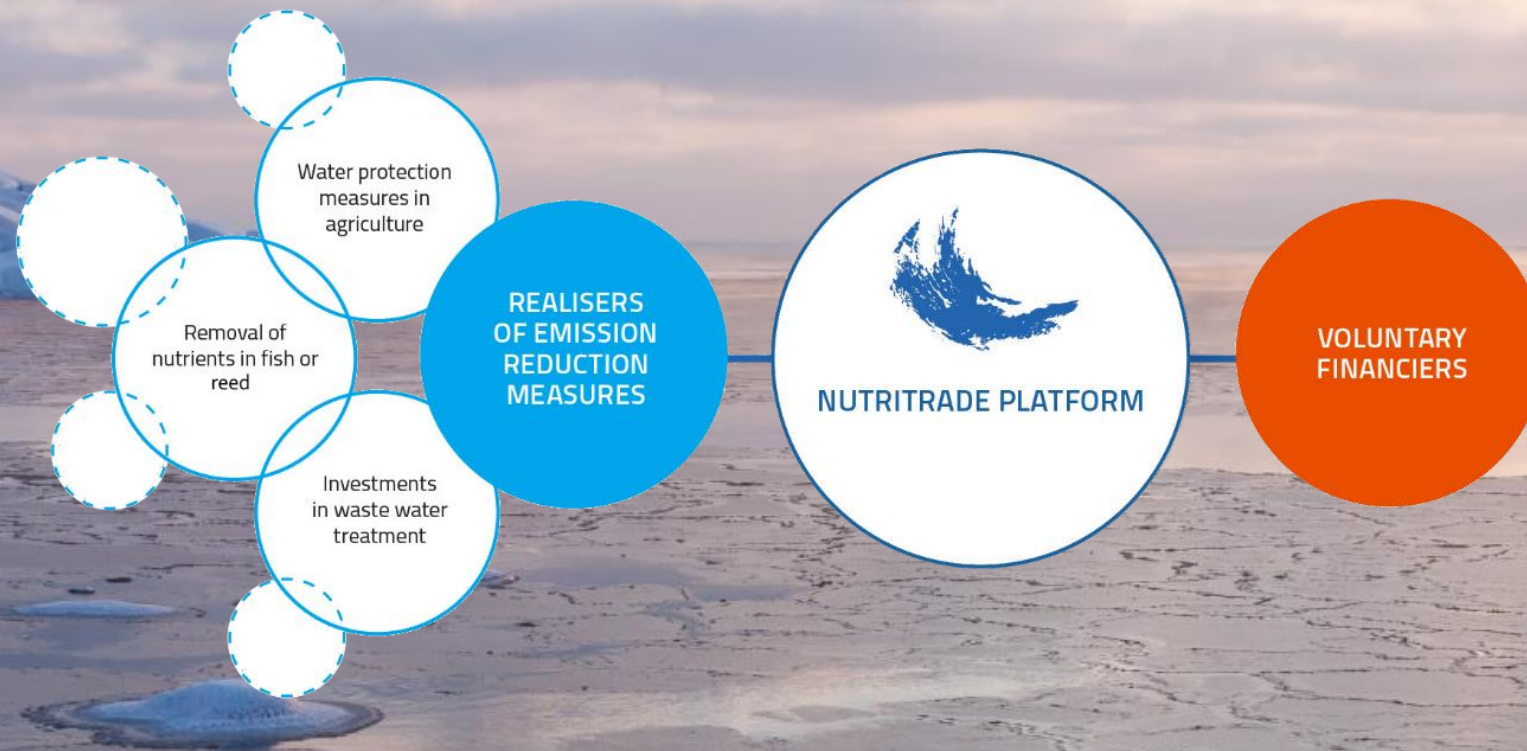 Water protection
measures in
agriculture
Removal of
nutrients in fish or
reed
Investments
in waste water
treatment
REALISERS
OF EMISSION
REDUCTION
MEASURES
NUTRITRADE PLATFORM
VOLUNTARY
FINANCIERS